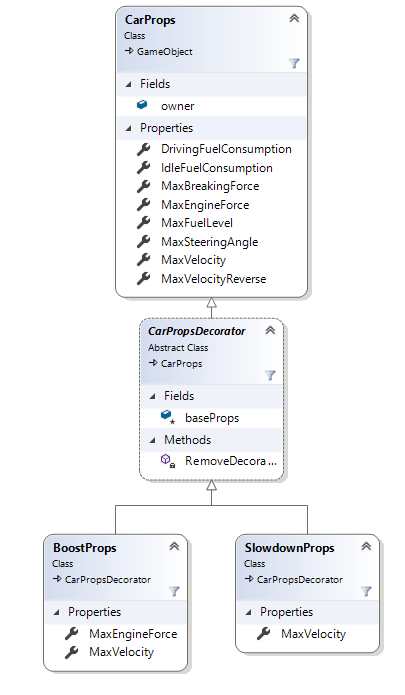 CarProps
Class
GameObject
Fields
owner
Properties
DrivingFuelConsumption
IdleFuelConsumption
MaxBreakingForce
MaxEngineForce
MaxFuelLevel
MaxSteeringAngle
MaxVelocity
MaxVelocityReverse
CarPropsDecorator
Abstract Class
CarProps
Fields
baseProps
Methods
RemoveDecora...
BoostProps
Class
CarPropsDecorator
Properties
MaxEngineForce
MaxVelocity
SlowdownProps
Class
CarPropsDecorator
Properties
MaxVelocity